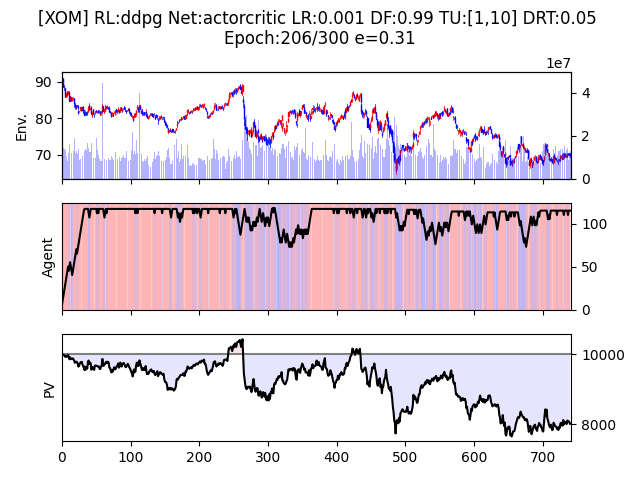 [XOM] RL:ddpg Net:actorcritic LR:0.001 DF:0.99 TU:[1,10] DRT:0.05
Epoch:206/300 e=0.31
1e7
90
80
70
Env.
4
2
0
Agent
100
50
0
PV
10000
8000
0 100 200 300 400 500 600 700